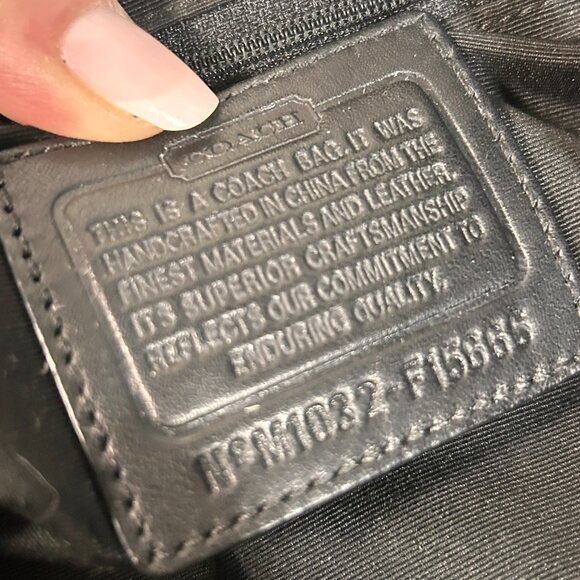 COACH
THIS IS A COACH BAG. IT WAS
HANDCRAFTED IN CHINA FROM THE
FINEST MATERIALS AND LEATHER.
IT'S SUPERIOR CRAFTSMANSHIP
REFLECTS OUR COMMITMENT TO
ENDURING QUALITY.
Nº M1032-F15665